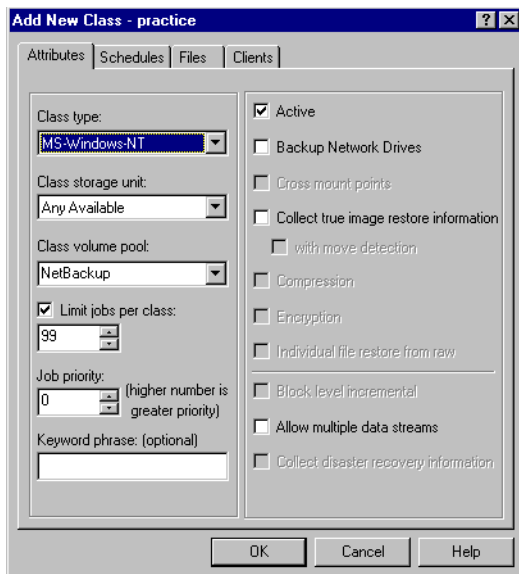 Add New Class - practice
Attributes
Schedules
Files
Clients
Class type:
MS-Windows-NT
Class storage unit:
Any Available
Class volume pool:
NetBackup
Limit jobs per class:
99
Job priority:
0
(higher number is
greater priority)
Keyword phrase: (optional)
Active
Backup Network Drives
Cross mount points
Collect true image restore information
with move detection
Compression
Encryption
Individual file restore from raw
Block level incremental
Allow multiple data streams
Collect disaster recovery information
OK
Cancel
Help